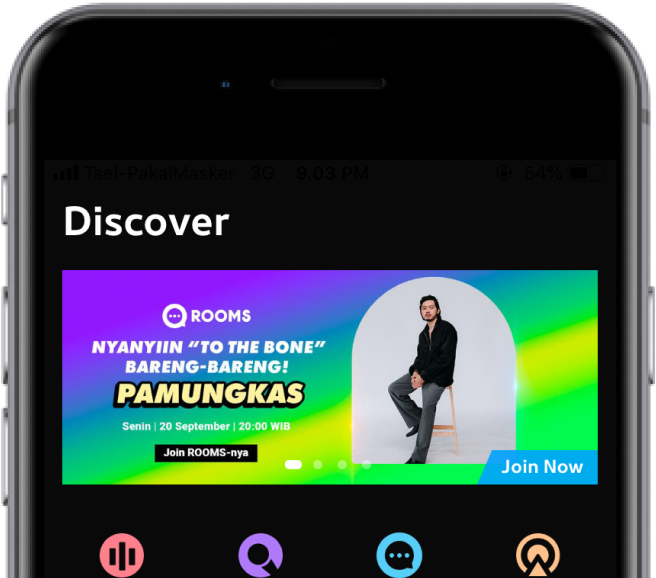 Tsel-PakaiMasker 3G 9.03 PM 54%
Discover
ROOMS
NYANYIIN “TO THE BONE”
BARENG-BARENG!
PAMUNGKAS
Senin | 20 September | 20:00 WIB
Join ROOMS-nya
Join Now